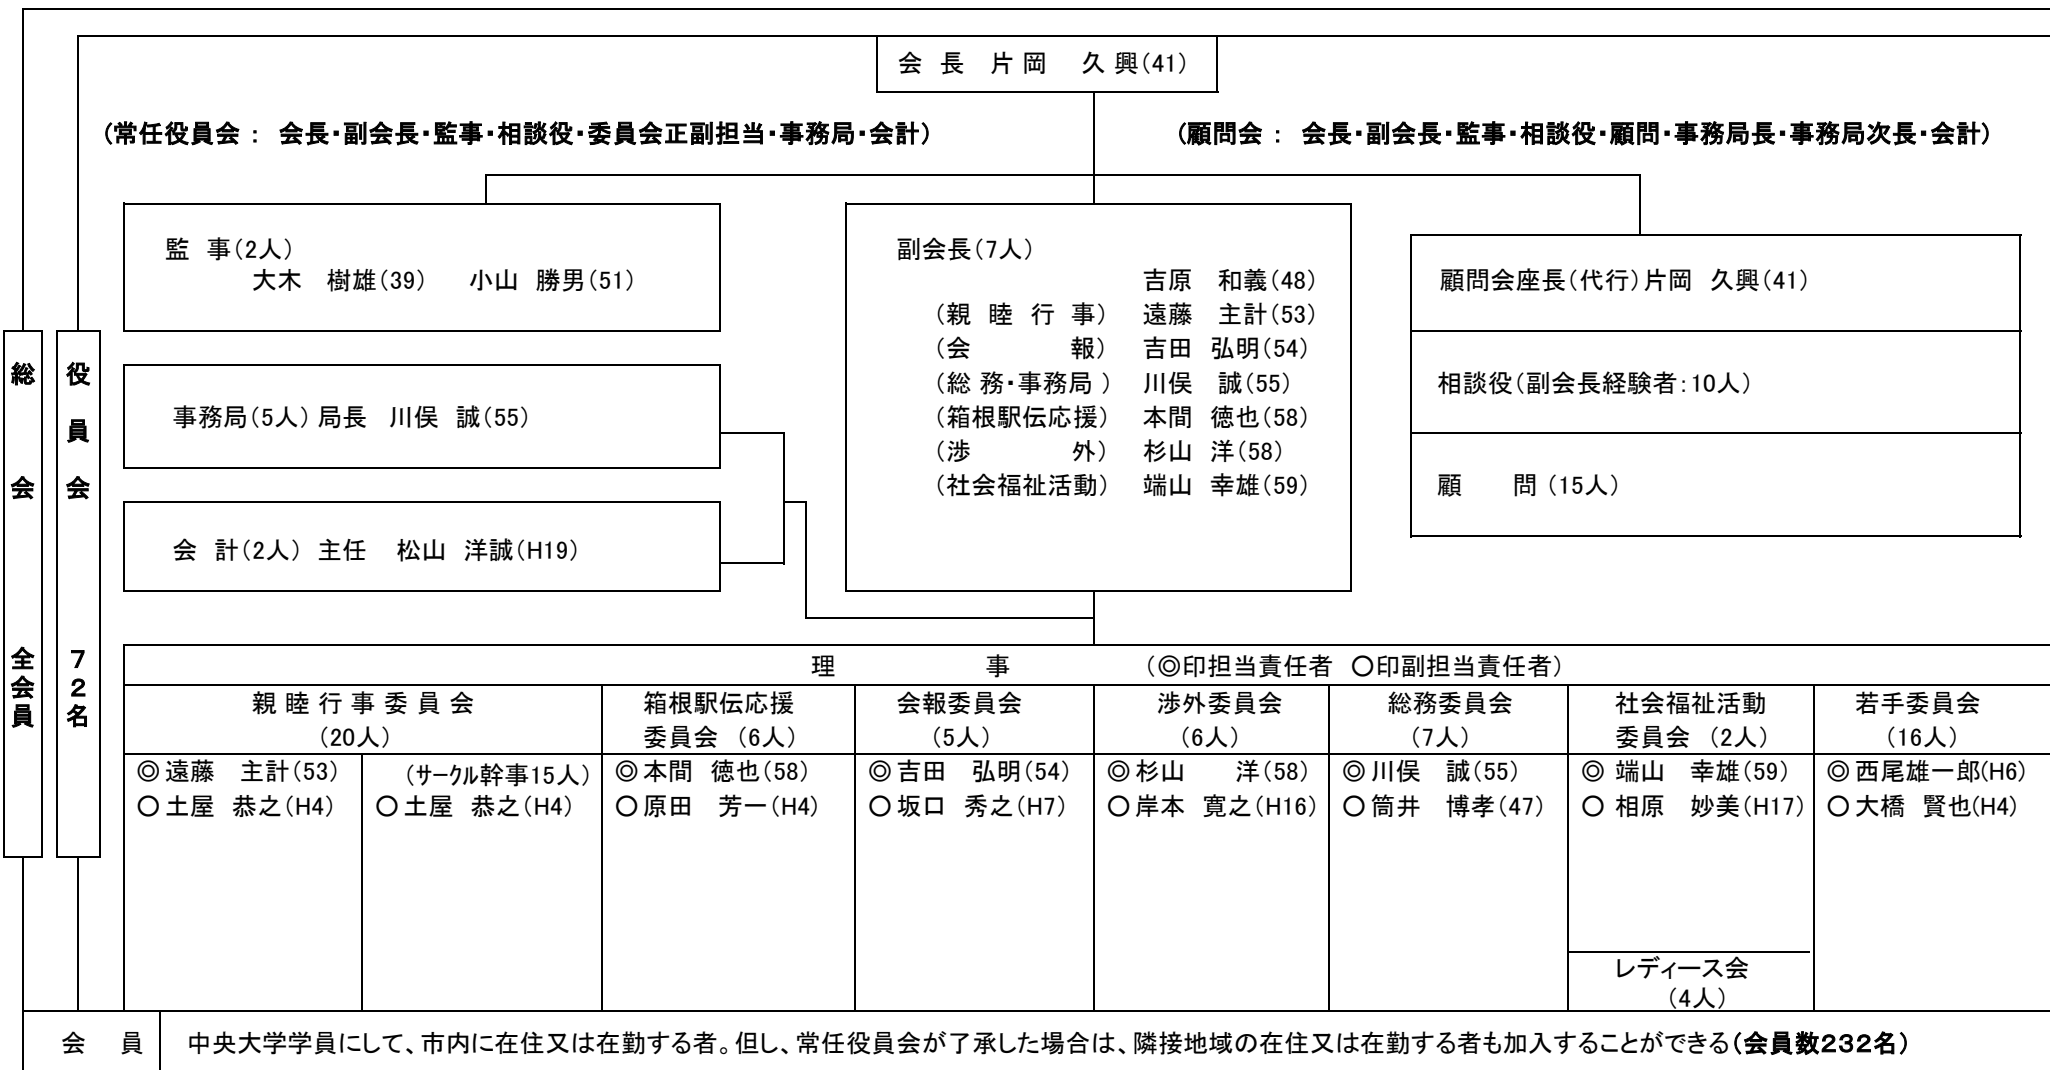 会 長 片 岡 久 興(41)
(常任役員会 : 会長・副会長・監事・相談役・委員会正副担当・事務局・会計)
(顧問会 : 会長・副会長・監事・相談役・顧問・事務局長・事務局次長・会計)
監 事(2人)
大木 樹雄(39) 小山 勝男(51)
事務局(5人) 局長 川俣 誠(55)
会 計(2人) 主任 松山 洋誠(H19)
副会長(7人)
吉原 和義(48)
(親 睦 行 事) 遠藤 主計(53)
(会 報) 吉田 弘明(54)
(総 務・事務局 ) 川俣 誠(55)
(箱根駅伝応援) 本間 徳也(58)
(渉 外) 杉山 洋(58)
(社会福祉活動) 端山 幸雄(59)
顧問会座長(代行)片岡 久興(41)
相談役(副会長経験者:10人)
顧 問 (15人)
総 会 全会員
役 員 会 72名
理 事 (◎印担当責任者 ○印副担当責任者)
親 睦 行 事 委 員 会
(20人)
◎遠藤 主計(53)
○土屋 恭之(H4)
(サークル幹事15人)
○土屋 恭之(H4)
箱根駅伝応援
委員会 (6人)
◎本間 徳也(58)
○原田 芳一(H4)
会報委員会
(5人)
◎吉田 弘明(54)
○坂口 秀之(H7)
渉外委員会
(6人)
◎杉山 洋(58)
○岸本 寛之(H16)
総務委員会
(7人)
◎川俣 誠(55)
○筒井 博孝(47)
社会福祉活動
委員会 (2人)
◎ 端山 幸雄(59)
○ 相原 妙美(H17)
レディース会
(4人)
若手委員会
(16人)
◎西尾雄一郎(H6)
○大橋 賢也(H4)
会 員 中央大学学員にして、市内に在住又は在勤する者。但し、常任役員会が了承した場合は、隣接地域の在住又は在勤する者も加入することができる(会員数232名)